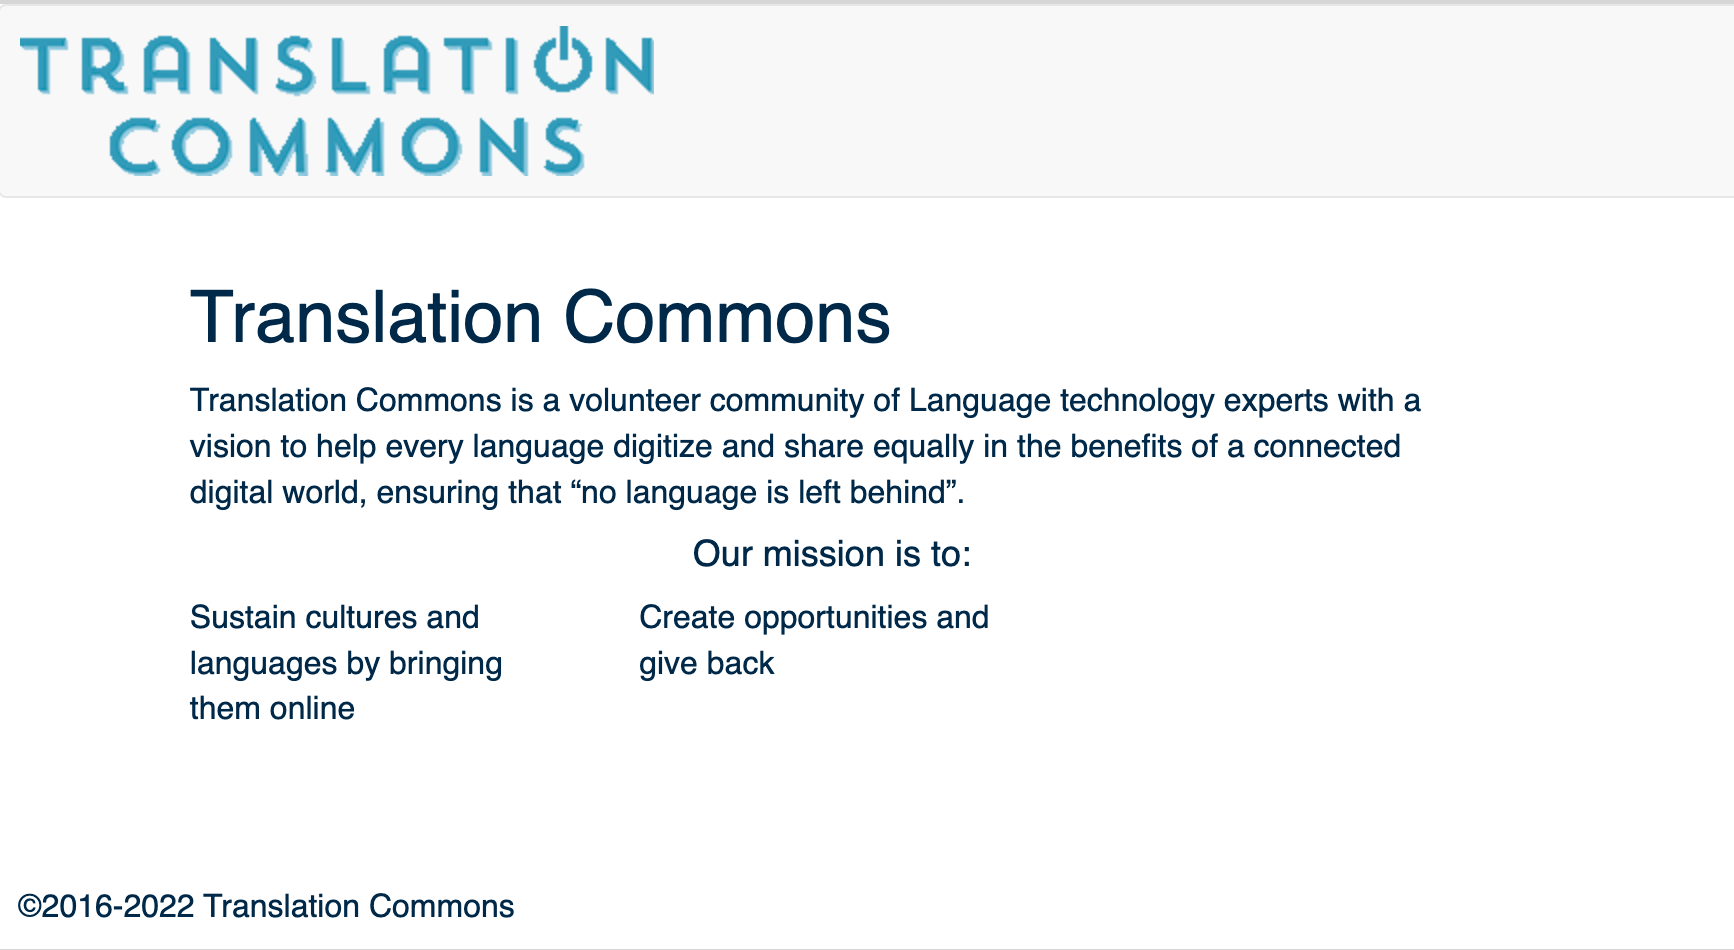 TRANSLATION
COMMONS
Translation Commons
Translation Commons is a volunteer community of Language technology experts with a
vision to help every language digitize and share equally in the benefits of a connected
digital world, ensuring that “no language is left behind”.
Our mission is to:
Sustain cultures and
languages by bringing
them online
Create opportunities and
give back
©2016-2022 Translation Commons